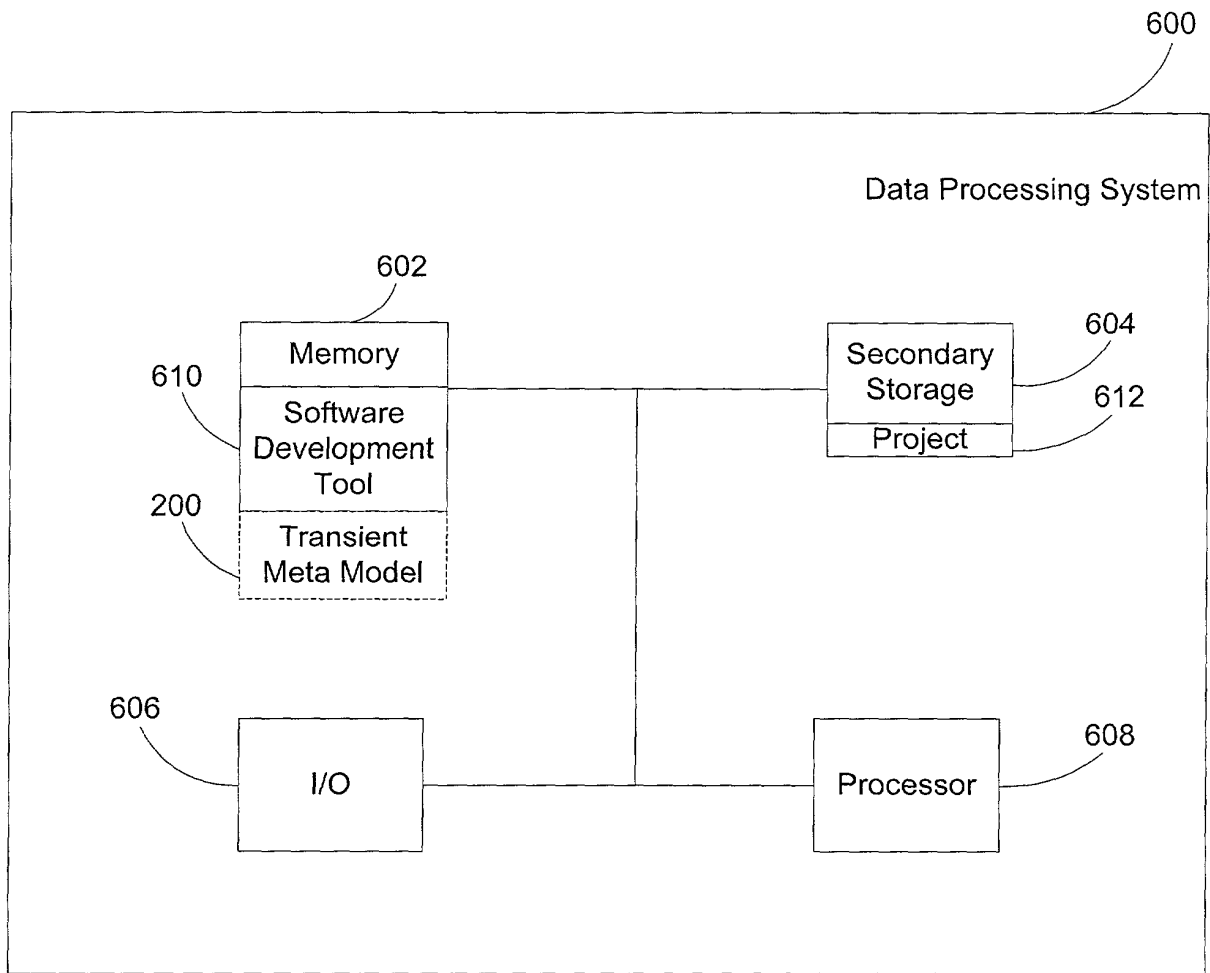 600
Data Processing System
602
Memory
610
Software
Development
Tool
200
Transient
Meta Model
Secondary
Storage
604
612
Project
606
I/O
Processor
608